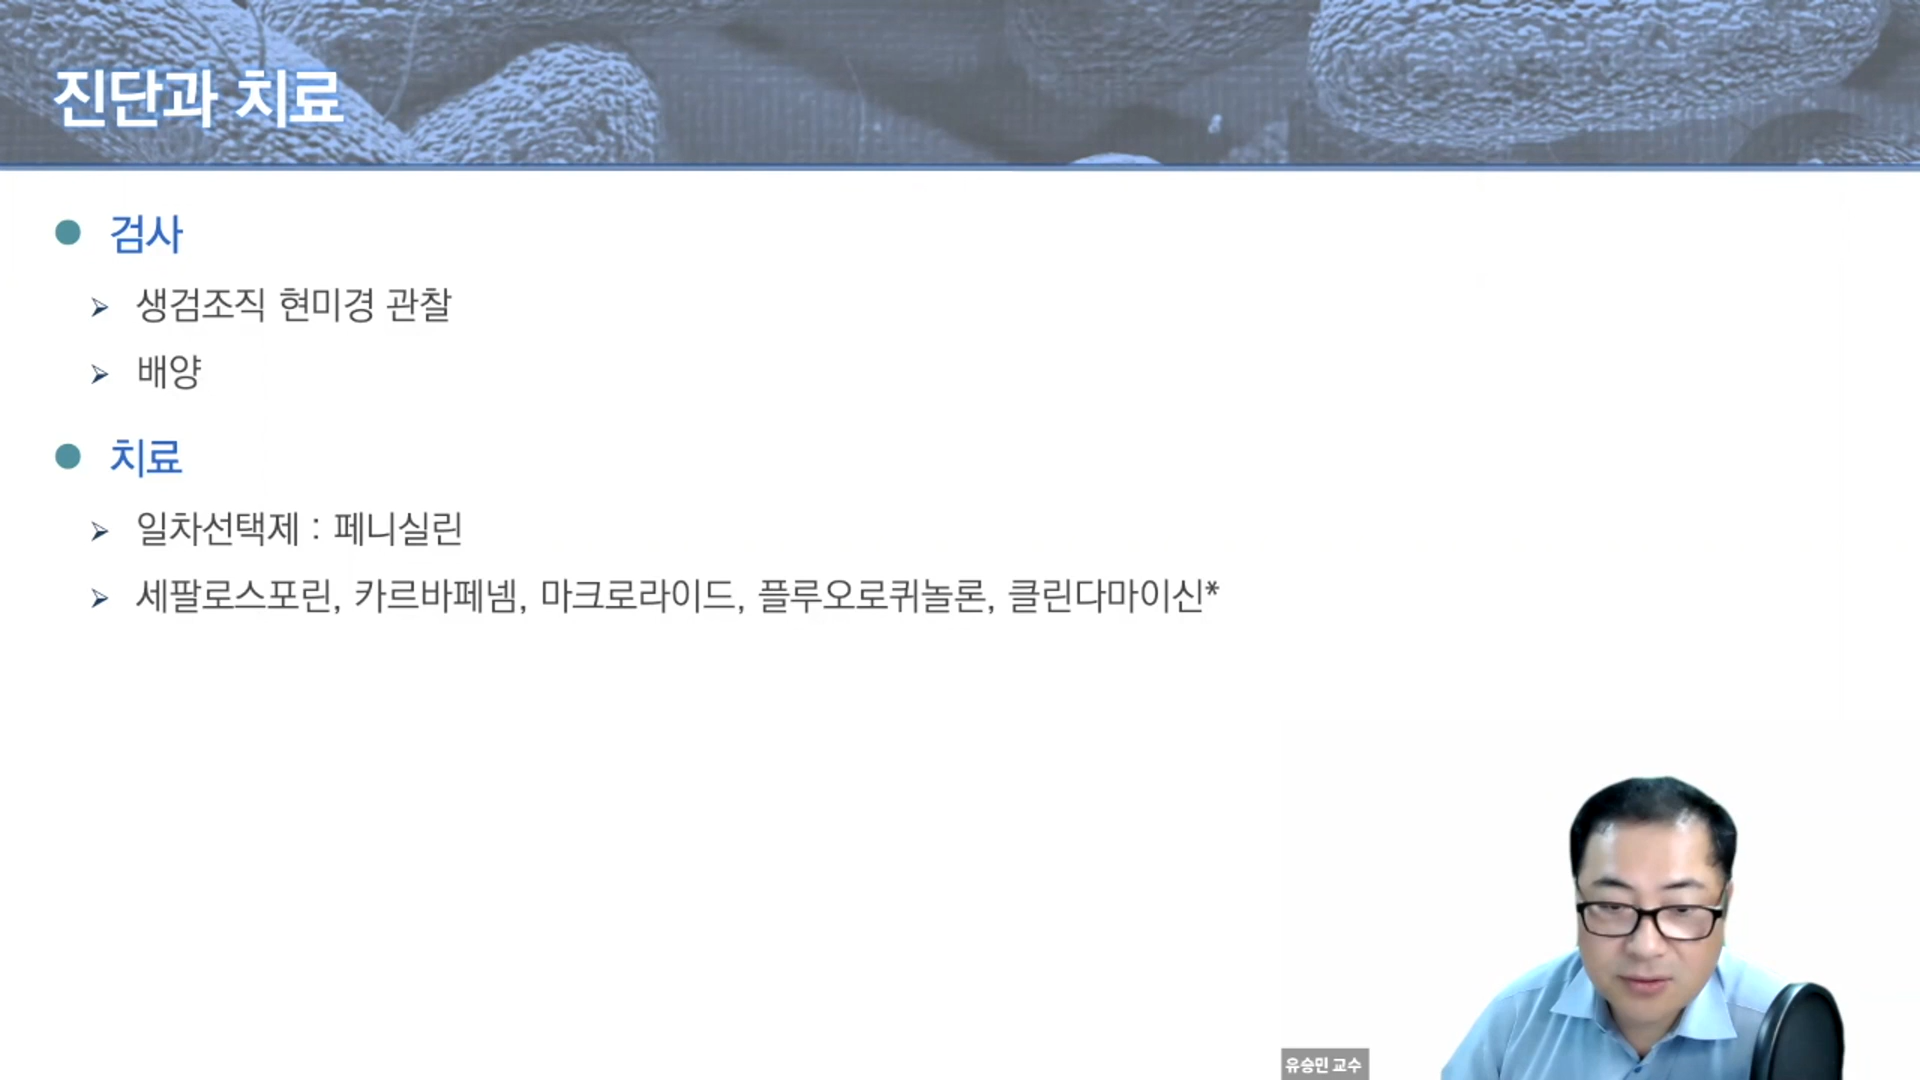 진단과 치료
검사
생검조직 현미경 관찰
배양
치료
일차선택제 : 페니실린
세팔로스포린, 카르바페넴, 마크로라이드, 플루오로퀴놀론, 클린다마이신*
유승민 교수